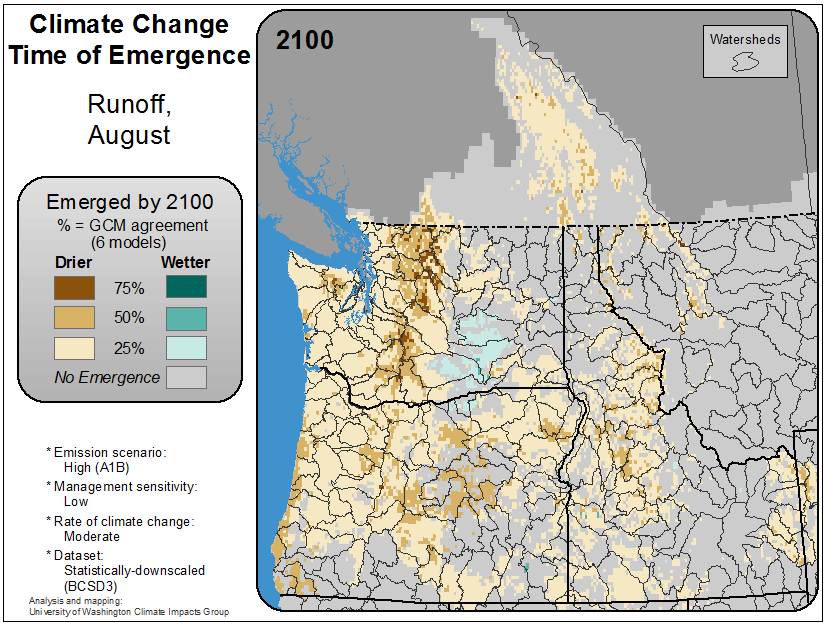 Climate Change
Time of Emergence
Runoff,
August
Emerged by 2100
% = GCM agreement
(6 models)
Drier Wetter
75%
50%
25%
No Emergence
* Emission scenario:
High (A1B)
* Management sensitivity:
Low
* Rate of climate change:
Moderate
* Dataset:
Statistically-downscaled
(BCSD3)
Analysis and mapping:
University of Washington Climate Impacts Group
2100
Watersheds